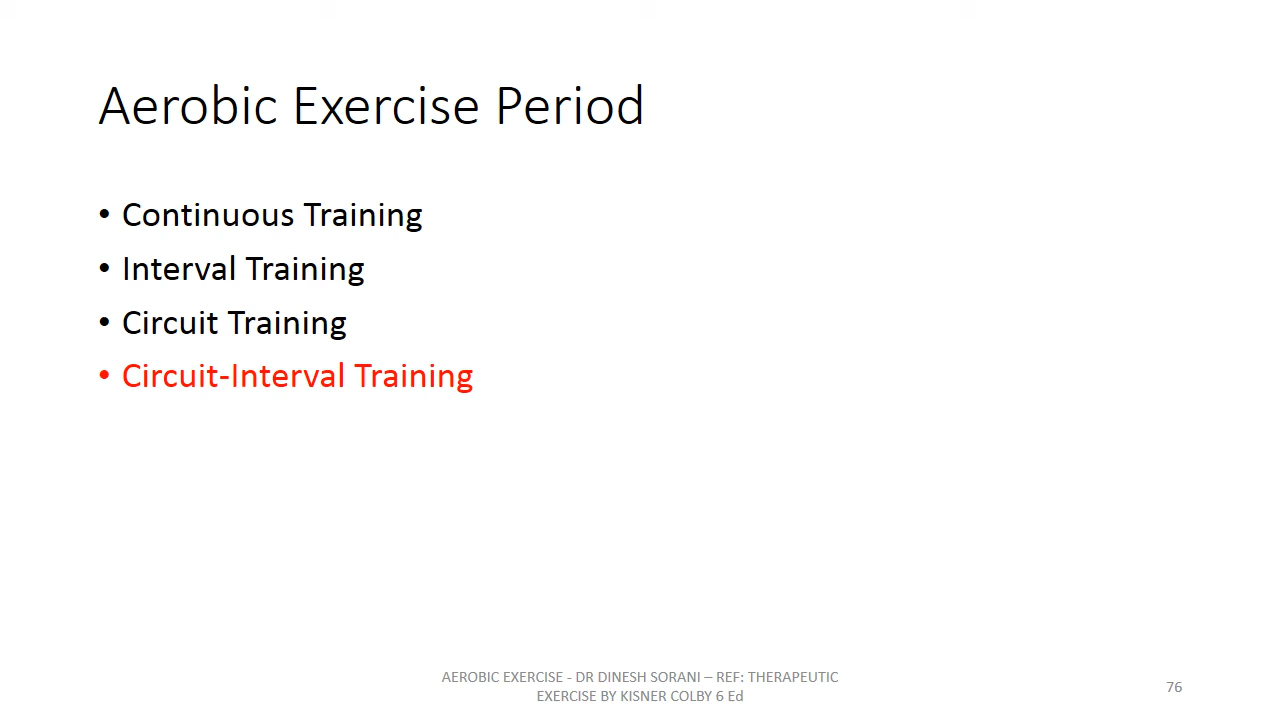 Aerobic Exercise Period
• Continuous Training
• Interval Training
• Circuit Training
• Circuit-Interval Training
AEROBIC EXERCISE - DR DINESH SORANI – REF: THERAPEUTIC
EXERCISE BY KISNER COLBY 6 Ed
76